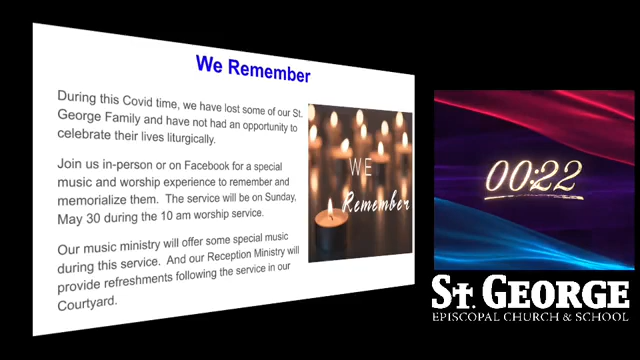 We Remember
During this Covid time, we have lost some of our St.
George Family and have not had an opportunity to
celebrate their lives liturgically.
Join us in-person or on Facebook for a special
music and worship experience to remember and
memorialize them. The service will be on Sunday,
May 30 during the 10 am worship service.
Our music ministry will offer some special music
during this service. And our Reception Ministry will
provide refreshments following the service in our
Courtyard.
WE
Remember
00:22
ST. GEORGE
EPISCOPAL CHURCH & SCHOOL